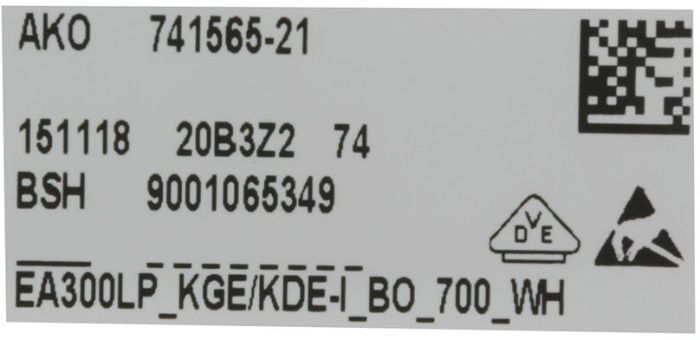 AKO 741565-21
151118 20B3Z2 74
BSH 9001065349
DVE
EA300LP_KGE/KDE-I_BO_700_WH